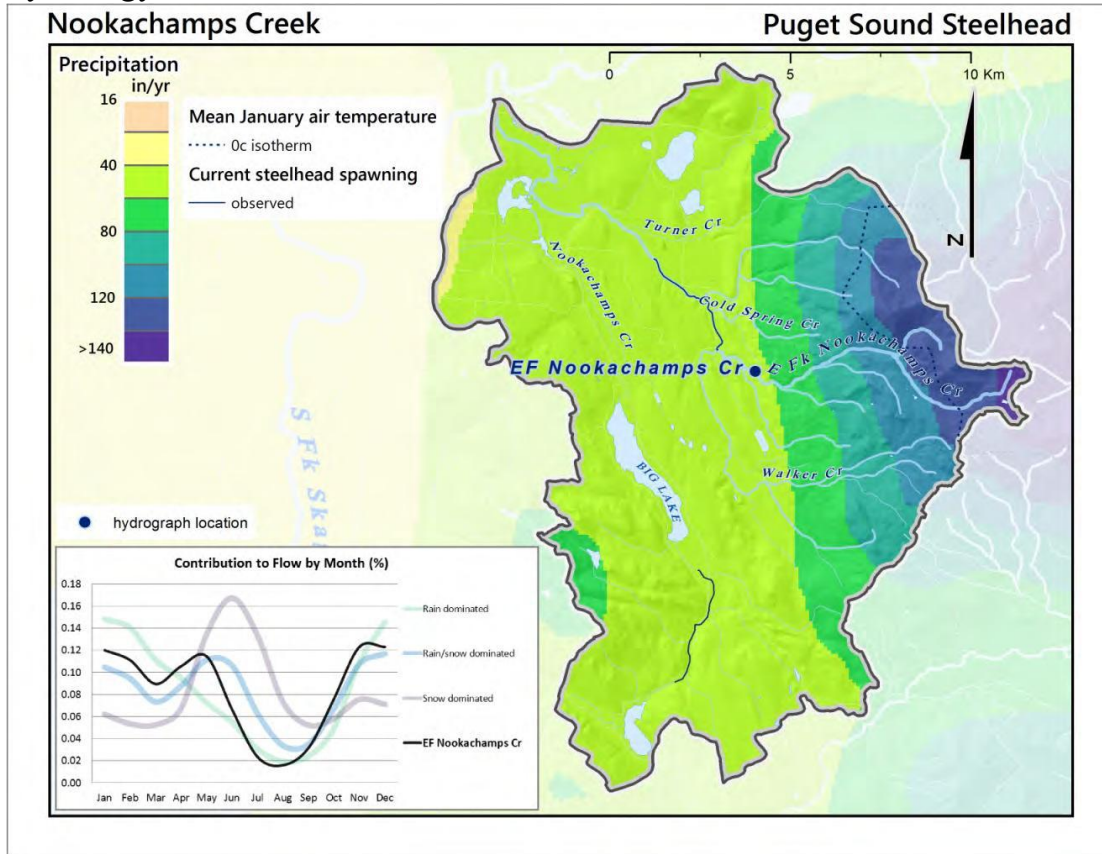 Nookachamps Creek
Puget Sound Steelhead
Precipitation
in/yr
16
40
80
120
>140
Mean January air temperature
0c isotherm
Current steelhead spawning
observed
0 5 10 Km
N
Turner Cr
Nookachamps Cr
Cold Spring Cr
EF Nookachamps Cr
E Fk Nookachamps Cr
Walker Cr
BIG LAKE
S Fk Ska
hydrograph location
Contribution to Flow by Month (%)
0.18
0.16
0.14
0.12
0.10
0.08
0.06
0.04
0.02
0.00
Jan Feb Mar Apr May Jun Jul Aug Sep Oct Nov Dec
Rain dominated
Rain/snow dominated
Snow dominated
EF Nookachamps Cr